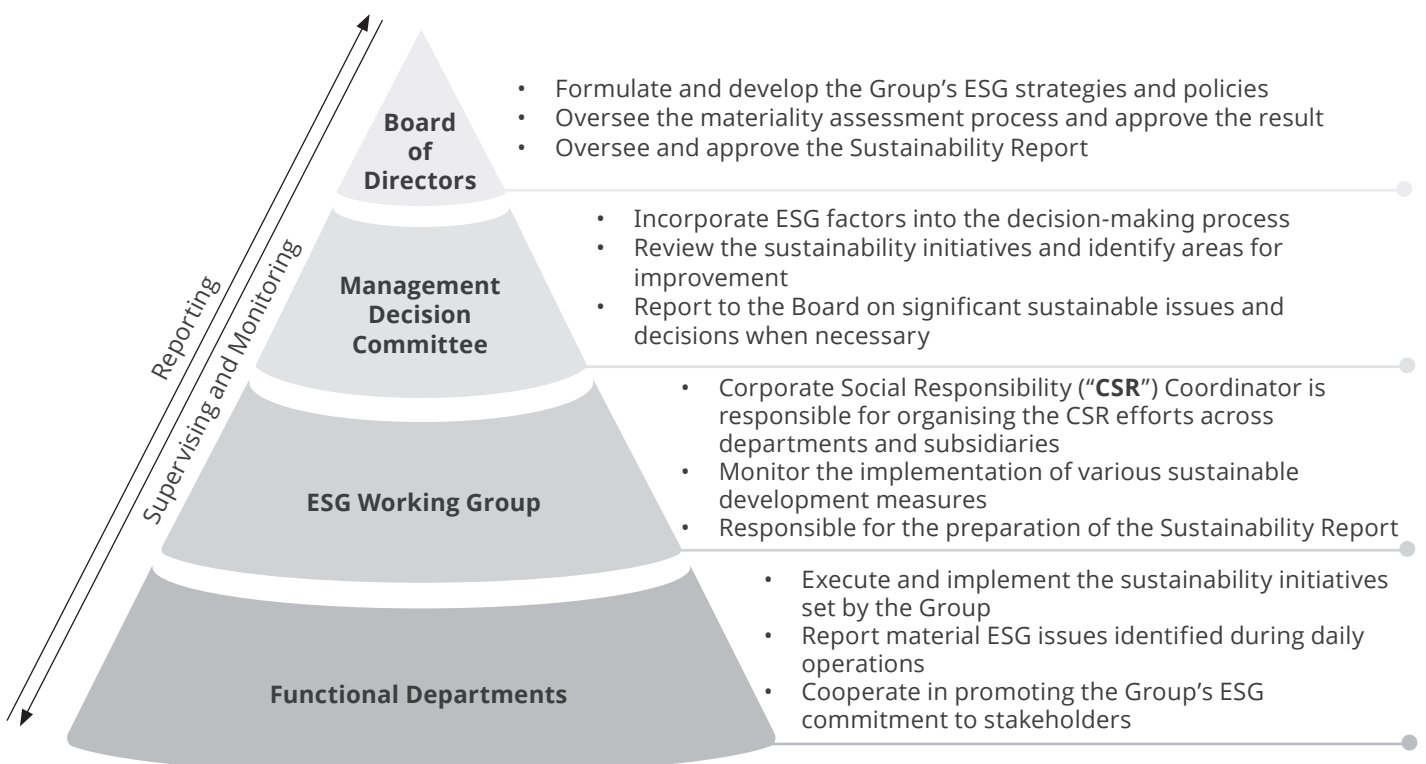 Reporting
Supervising and Monitoring
Board
of
Directors
• Formulate and develop the Group’s ESG strategies and policies
• Oversee the materiality assessment process and approve the result
• Oversee and approve the Sustainability Report
Management
Decision
Committee
• Incorporate ESG factors into the decision-making process
• Review the sustainability initiatives and identify areas for
improvement
• Report to the Board on significant sustainable issues and
decisions when necessary
ESG Working Group
• Corporate Social Responsibility (“CSR”) Coordinator is
responsible for organising the CSR efforts across
departments and subsidiaries
• Monitor the implementation of various sustainable
development measures
• Responsible for the preparation of the Sustainability Report
Functional Departments
• Execute and implement the sustainability initiatives
set by the Group
• Report material ESG issues identified during daily
operations
• Cooperate in promoting the Group’s ESG
commitment to stakeholders